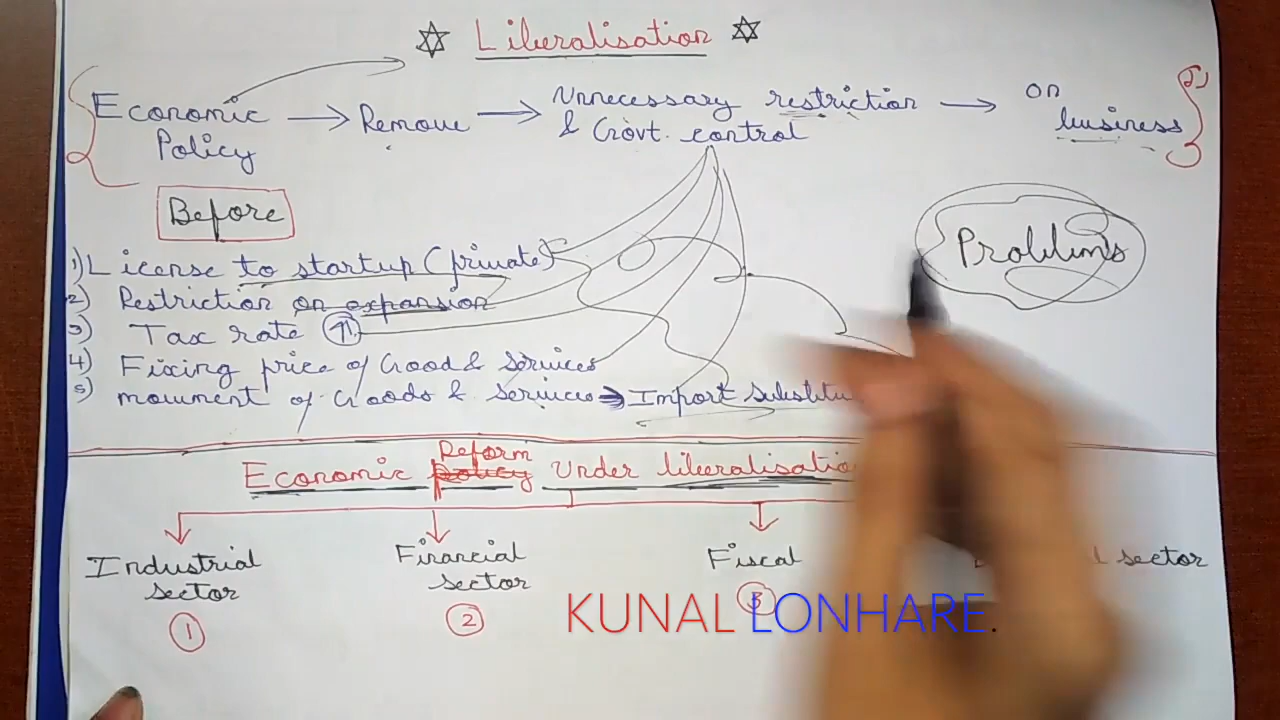 Liberalisation
Economic Policy → Remove → Unnecessary restriction & Govt. control → on business
Before
Problems
1) License to startup (private)
2) Restriction on expansion
3) Tax rate ↑
4) Fixing price of Good & Services
5) movment of Goods & Services → Import
Economic Reform policy Under liberalisation
Industrial sector
1
Financial sector
2
Fiscal
3
sector
KUNAL LONHARE.